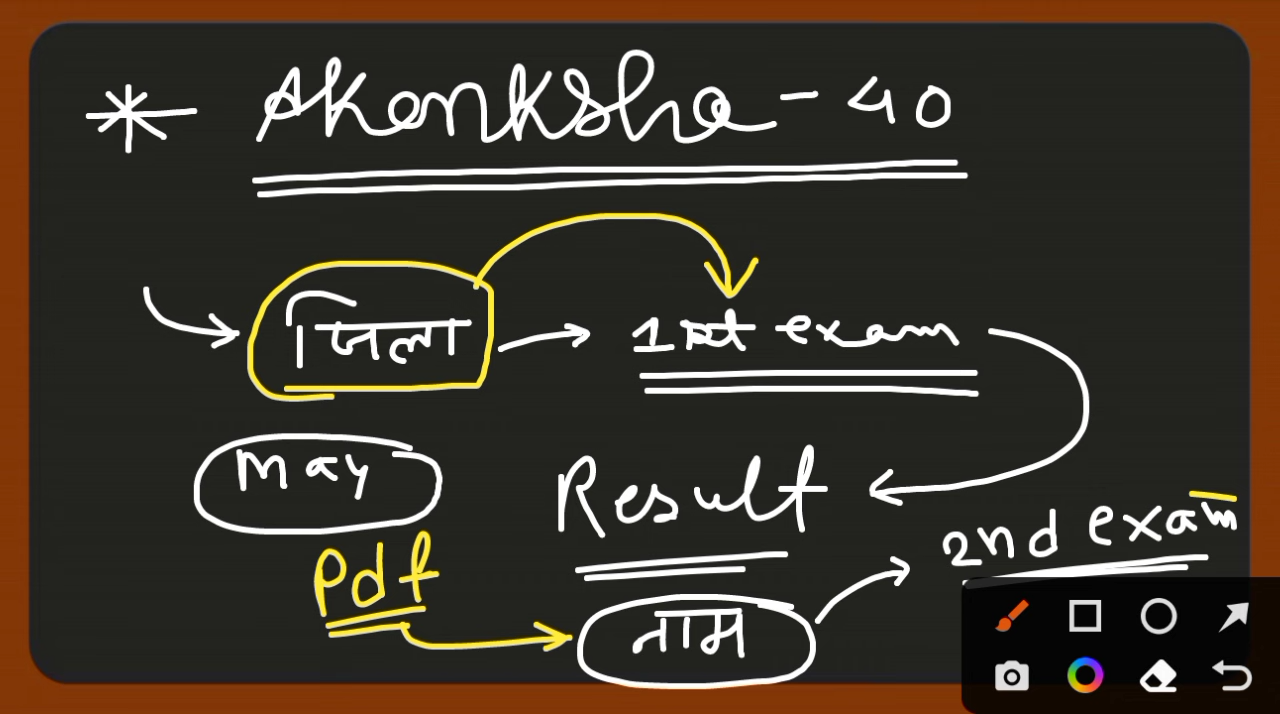 * Akanksha - 40
जिला → 1st exam
May
Result
2nd exam
Pdf
नाम